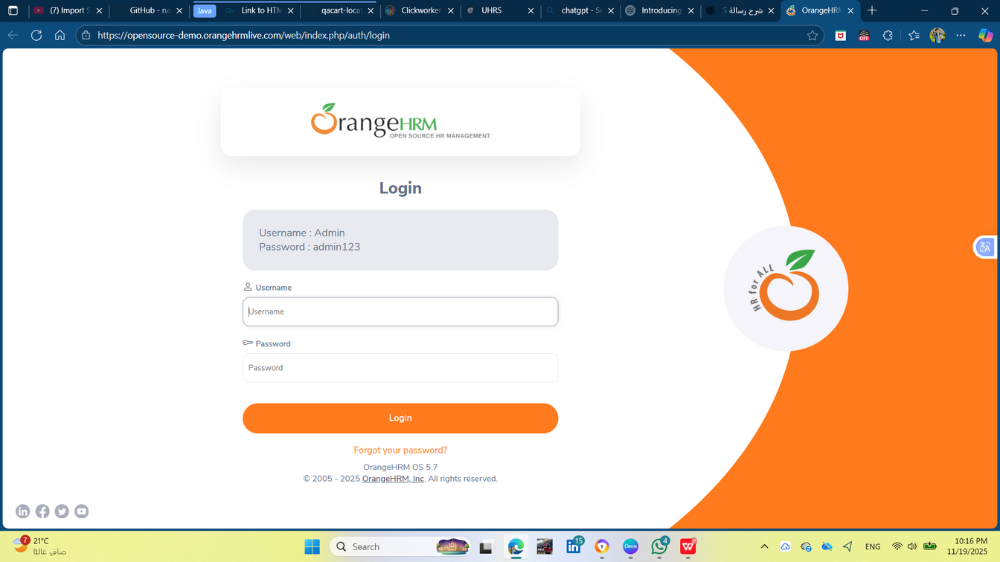 (7) Import S
GitHub - na
Java
Link to HTM
qacart-locat
Clickworker
UHRS
chatgpt - Se
Introducing
شرح رسالة S
OrangeHRM
https://opensource-demo.orangehrmlive.com/web/index.php/auth/login
OFF
OrangeHRM
OPEN SOURCE HR MANAGEMENT
Login
Username : Admin
Password : admin123
Username
Username
Password
Password
Login
Forgot your password?
OrangeHRM OS 5.7
© 2005 - 2025 OrangeHRM, Inc. All rights reserved.
HR for ALL
7
21°C
صافٍ غالبًا
Search
15
Canva
4
ENG
10:16 PM
11/19/2025